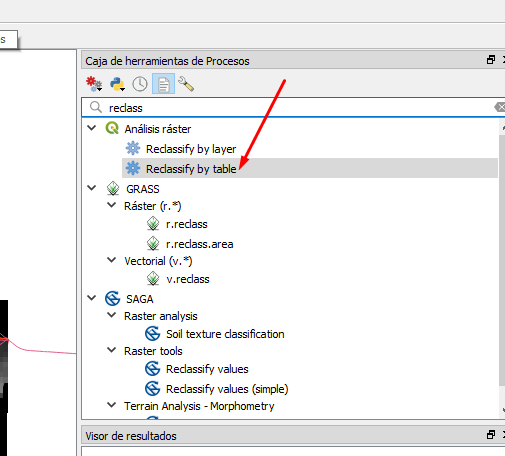 s
Caja de herramientas de Procesos
reclass
Análisis ráster
Reclassify by layer
Reclassify by table
GRASS
Ráster (r.*)
r.reclass
r.reclass.area
Vectorial (v.*)
v.reclass
SAGA
Raster analysis
Soil texture classification
Raster tools
Reclassify values
Reclassify values (simple)
Terrain Analysis - Morphometry
Visor de resultados